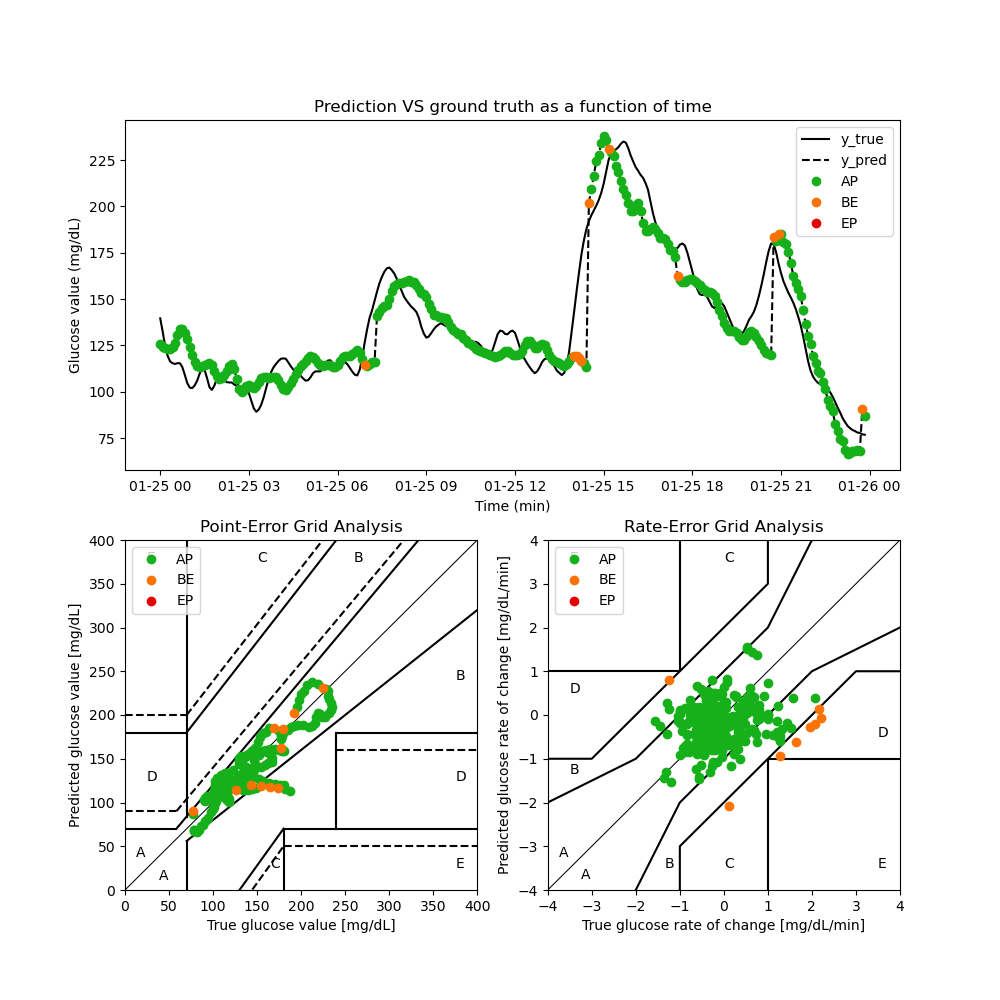 Prediction VS ground truth as a function of time
Glucose value (mg/dL)
225
200
175
150
125
100
75
y_true
y_pred
AP
BE
EP
01-25 00 01-25 03 01-25 06 01-25 09 01-25 12 01-25 15 01-25 18 01-25 21 01-26 00
Time (min)
Point-Error Grid Analysis
Predicted glucose value [mg/dL]
400
350
300
250
200
150
100
50
0
AP
BE
EP
C
B
B
D
D
A
A
C
E
0 50 100 150 200 250 300 350 400
True glucose value [mg/dL]
Rate-Error Grid Analysis
Predicted glucose rate of change [mg/dL/min]
4
3
2
1
0
−1
−2
−3
−4
AP
BE
EP
C
D
D
B
A
A
B
C
E
−4 −3 −2 −1 0 1 2 3 4
True glucose rate of change [mg/dL/min]